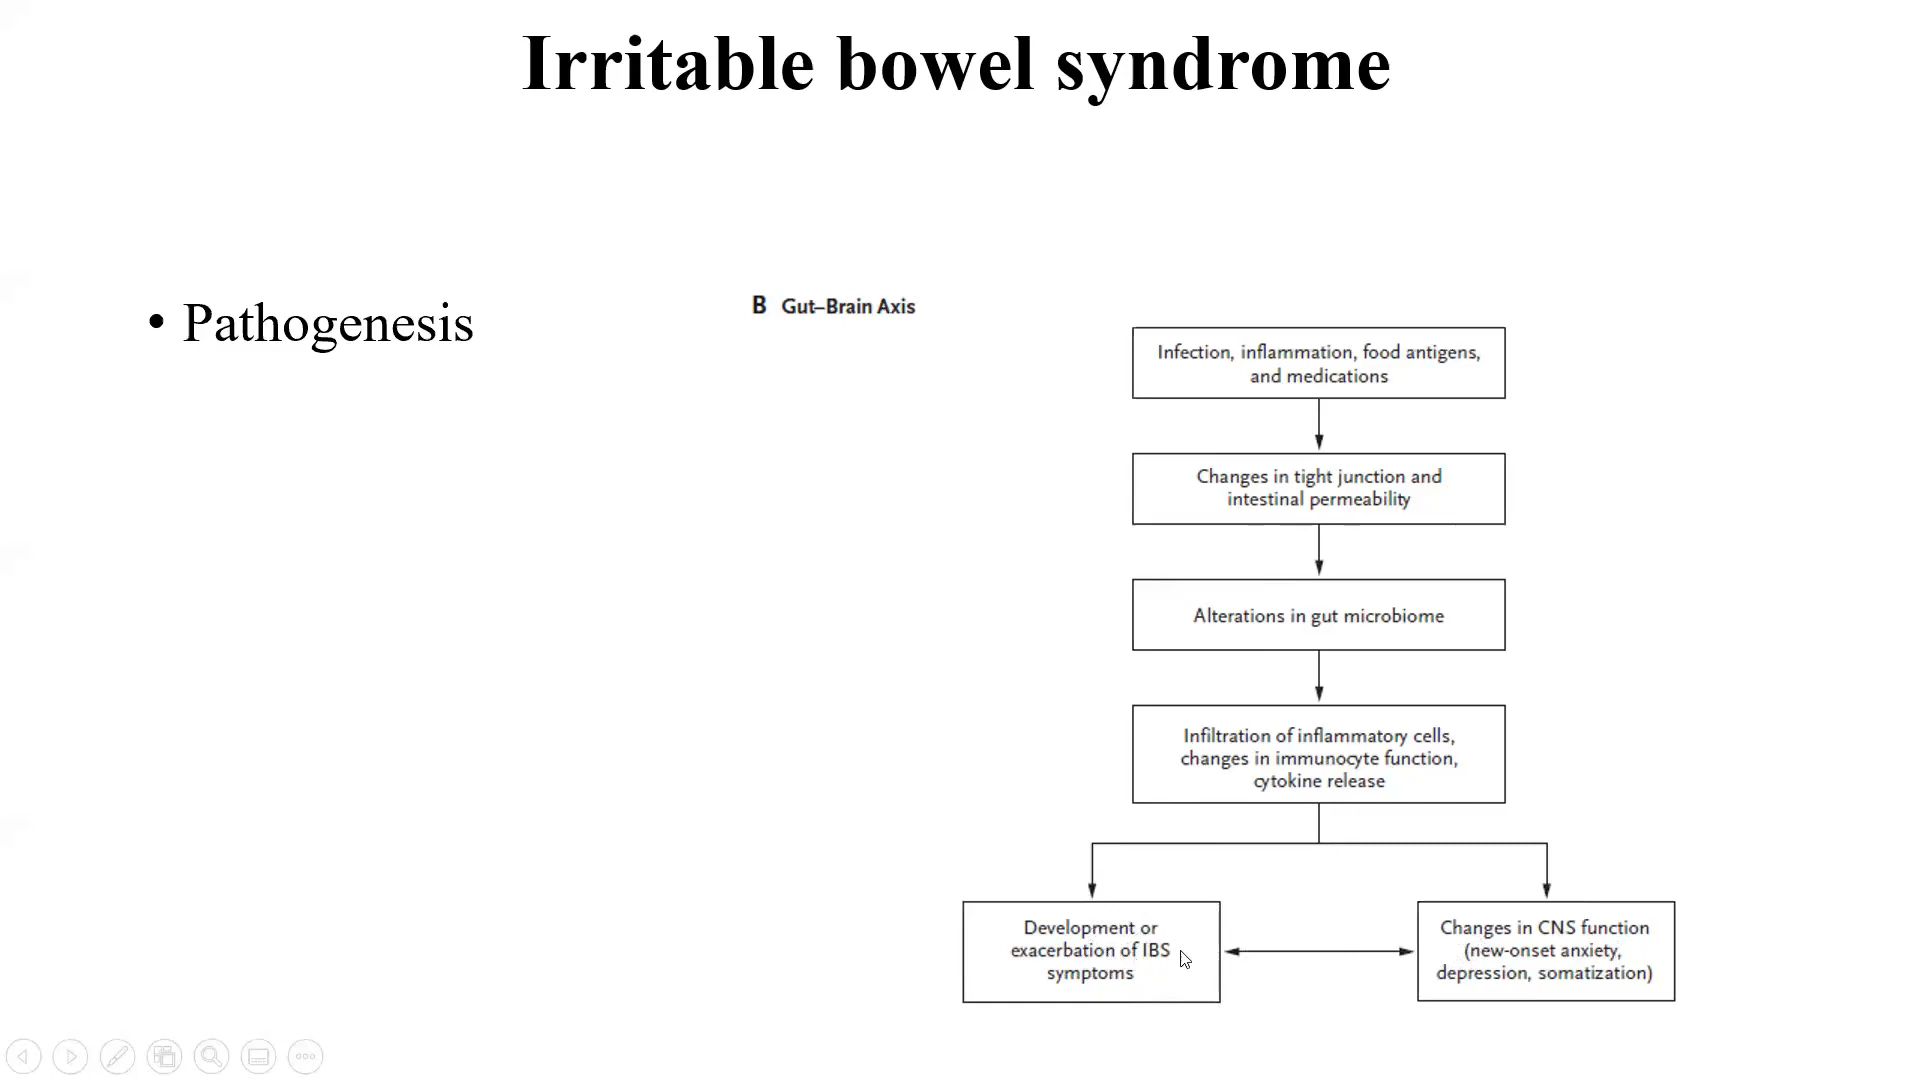 Irritable bowel syndrome
• Pathogenesis
B Gut–Brain Axis
Infection, inflammation, food antigens,
and medications
Changes in tight junction and
intestinal permeability
Alterations in gut microbiome
Infiltration of inflammatory cells,
changes in immunocyte function,
cytokine release
Development or
exacerbation of IBS
symptoms
Changes in CNS function
(new-onset anxiety,
depression, somatization)